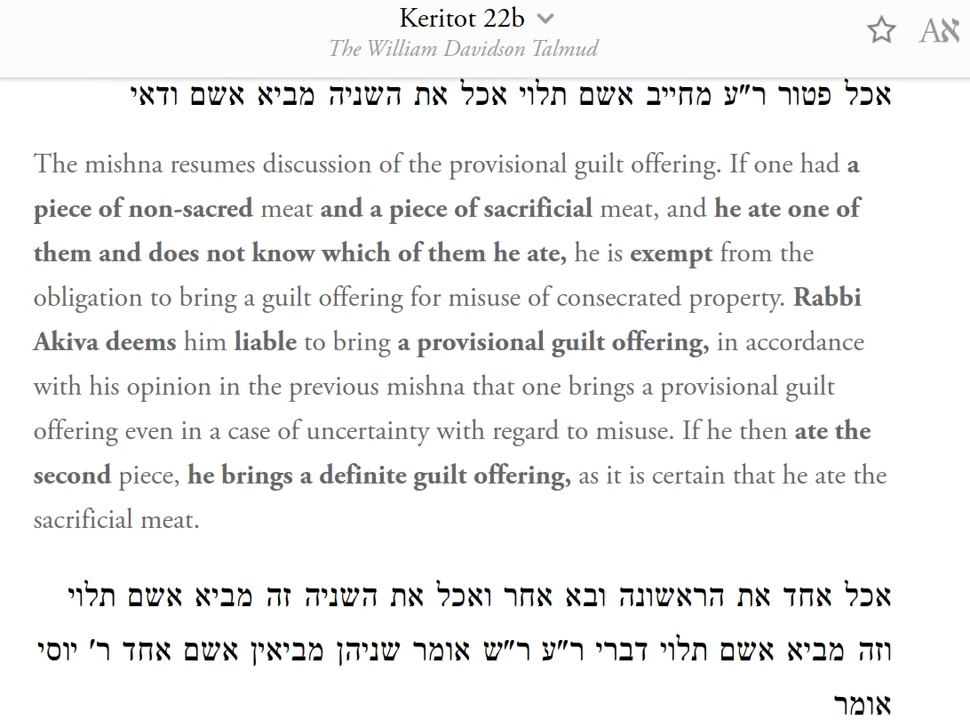 Keritot 22b
The William Davidson Talmud
Aא
אכל פטור ר״ע מחייב אשם תלוי אכל את השניה מביא אשם ודאי
The mishna resumes discussion of the provisional guilt offering. If one had a
piece of non-sacred meat and a piece of sacrificial meat, and he ate one of
them and does not know which of them he ate, he is exempt from the
obligation to bring a guilt offering for misuse of consecrated property. Rabbi
Akiva deems him liable to bring a provisional guilt offering, in accordance
with his opinion in the previous mishna that one brings a provisional guilt
offering even in a case of uncertainty with regard to misuse. If he then ate the
second piece, he brings a definite guilt offering, as it is certain that he ate the
sacrificial meat.
אכל אחד את הראשונה ובא אחר ואכל את השניה זה מביא אשם תלוי
וזה מביא אשם תלוי דברי ר״ע ר״ש אומר שניהן מביאין אשם אחד ר׳ יוסי
אומר